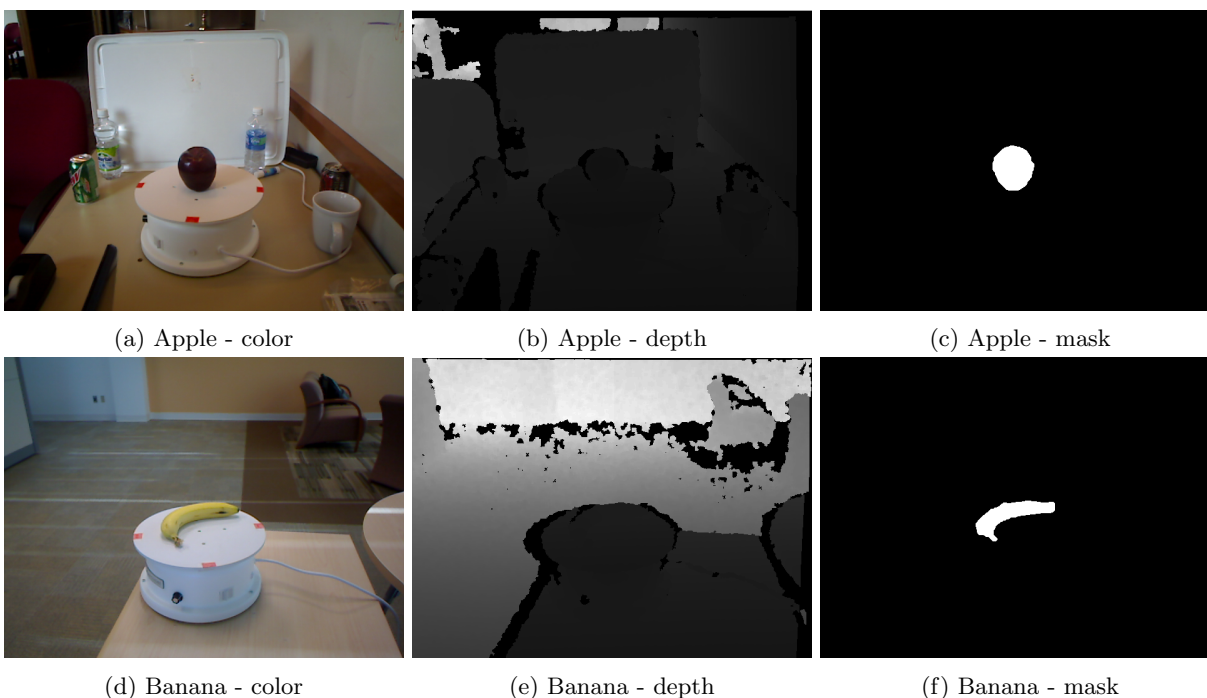 (a) Apple - color
(b) Apple - depth
(c) Apple - mask
(d) Banana - color
(e) Banana - depth
(f) Banana - mask